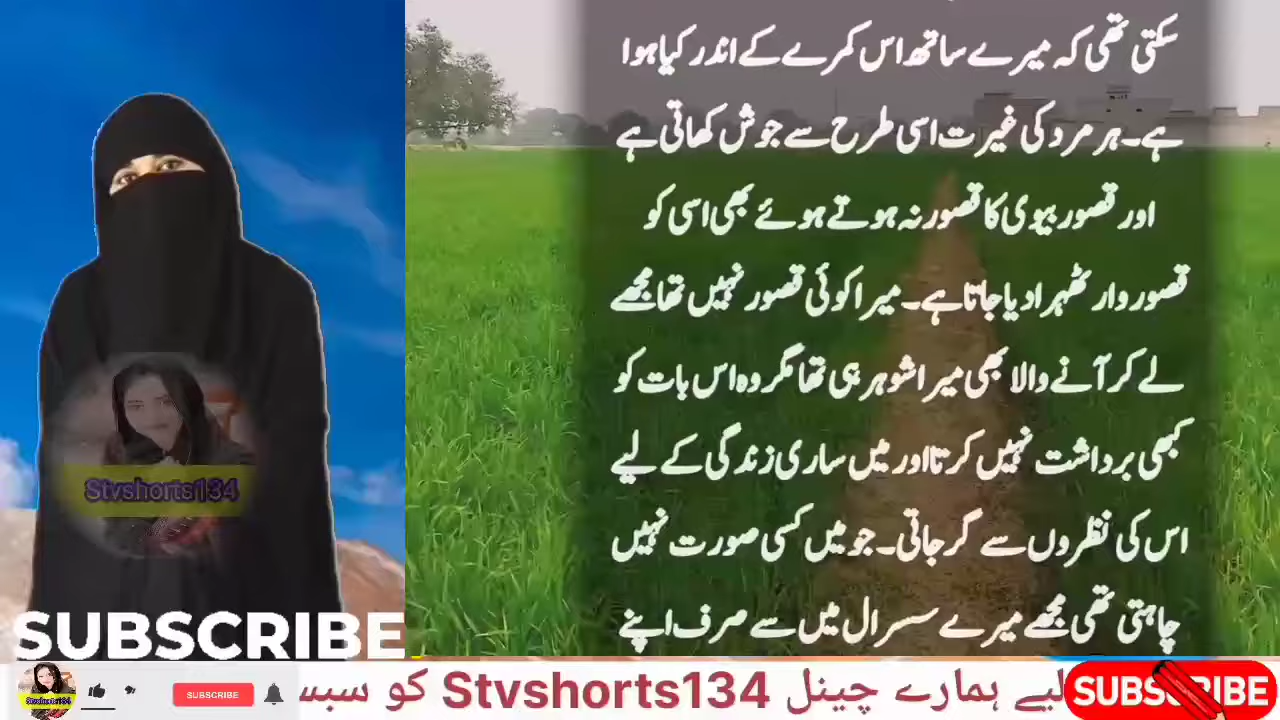 سکتی تھی کہ میرے ساتھ اس کمرے کے اندر کیا ہوا
ہے۔ ہر مرد کی غیرت اسی طرح سے جوش کھاتی ہے
اور قصور بیوی کا قصور نہ ہوتے ہوئے بھی اسی کو
قصور وار ٹھہرا دیا جاتا ہے۔ میرا کوئی قصور نہیں تھا مجھے
لے کر آنے والا بھی میرا شوہر ہی تھا مگر وہ اس بات کو
کبھی برداشت نہیں کرتا اور میں ساری زندگی کے لیے
اس کی نظروں سے گر جاتی۔ جو میں کسی صورت نہیں
چاہتی تھی مجھے میرے سسرال میں سے صرف اپنے
Stvshorts134
SUBSCRIBE
Stvshorts134
SUBSCRIBE
لیے ہمارے چینل Stvshorts134 کو سبس
SUBSCRIBE